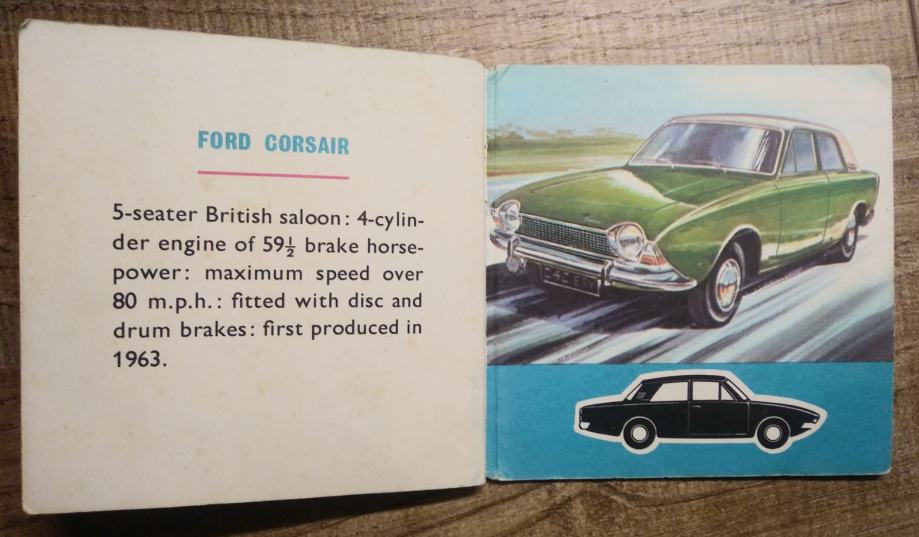 FORD CORSAIR
5-seater British saloon: 4-cylin-
der engine of 59½ brake horse-
power: maximum speed over
80 m.p.h.: fitted with disc and
drum brakes: first produced in
1963.